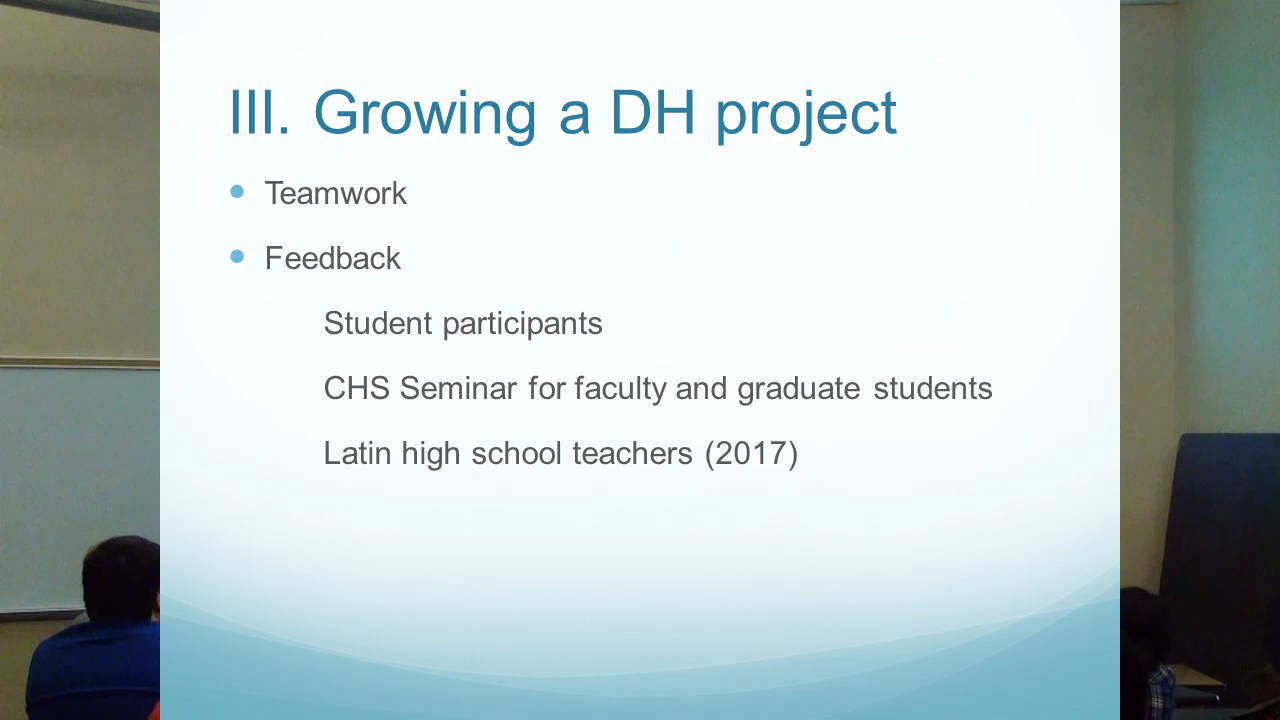 III. Growing a DH project
Teamwork
Feedback
Student participants
CHS Seminar for faculty and graduate students
Latin high school teachers (2017)